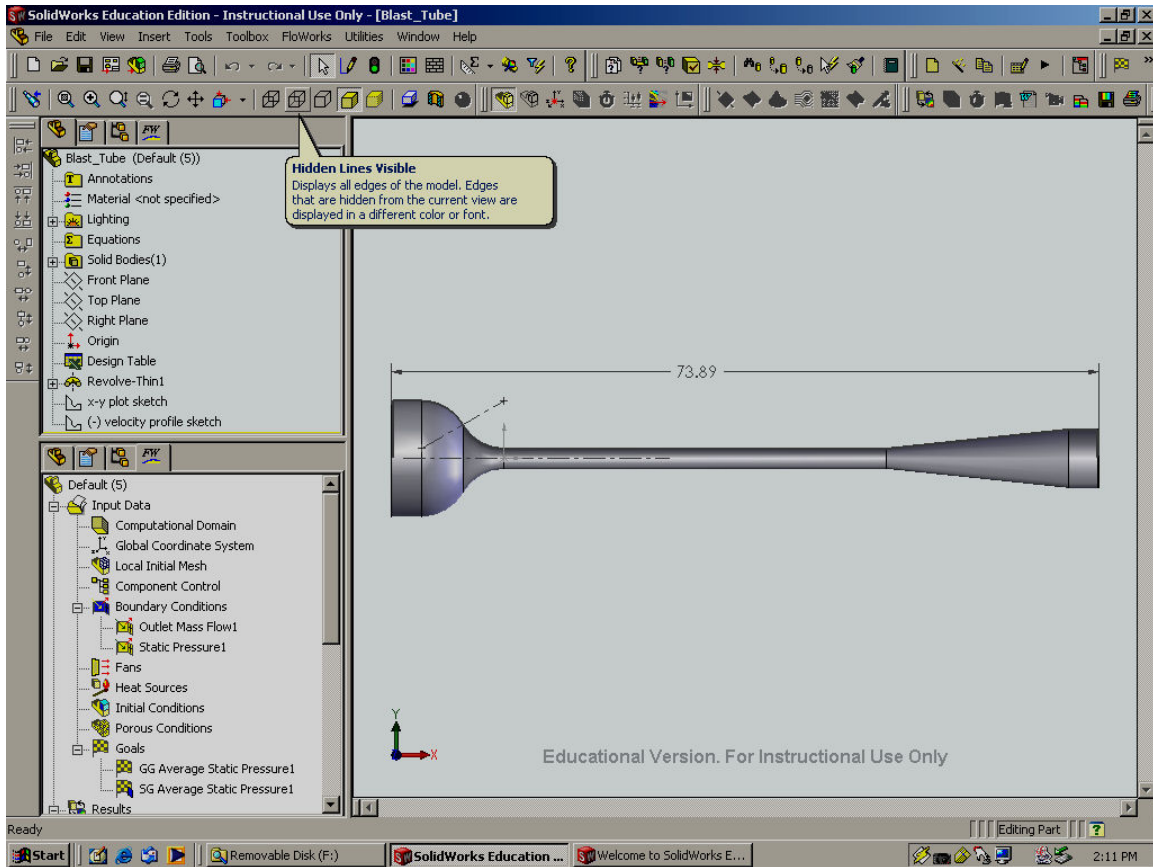 SolidWorks Education Edition - Instructional Use Only - [Blast_Tube]
File Edit View Insert Tools Toolbox FloWorks Utilities Window Help
Blast_Tube (Default (5))
Annotations
Material <not specified>
Lighting
Equations
Solid Bodies(1)
Front Plane
Top Plane
Right Plane
Origin
Design Table
Revolve-Thin1
x-y plot sketch
(-) velocity profile sketch
Hidden Lines Visible
Displays all edges of the model. Edges
that are hidden from the current view are
displayed in a different color or font.
Default (5)
Input Data
Computational Domain
Global Coordinate System
Local Initial Mesh
Component Control
Boundary Conditions
Outlet Mass Flow1
Static Pressure1
Fans
Heat Sources
Initial Conditions
Porous Conditions
Goals
GG Average Static Pressure1
SG Average Static Pressure1
Results
73.89
Y
X
Educational Version. For Instructional Use Only
Ready
Editing Part
Start
Removable Disk (F:)
SolidWorks Education ...
Welcome to SolidWorks E...
2:11 PM